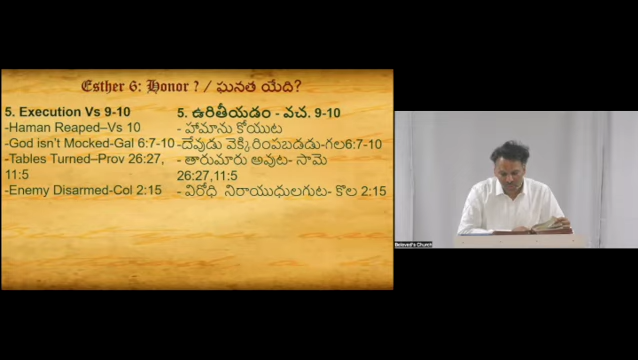 Esther 6: Honor ? / ఘనత యేది?
5. Execution Vs 9-10
-Haman Reaped–Vs 10
-God isn't Mocked-Gal 6:7-10
-Tables Turned–Prov 26:27,
11:5
-Enemy Disarmed-Col 2:15
5. ఉరితీయడం - వచ. 9-10
- హామాను కోయుట
-దేవుడు వెక్కిరింపబడడు-గల6:7-10
- తారుమారు అవుట- సామె
26:27,11:5
- విరోధి నిరాయుధులగుట- కొల 2:15
Beloved's Church